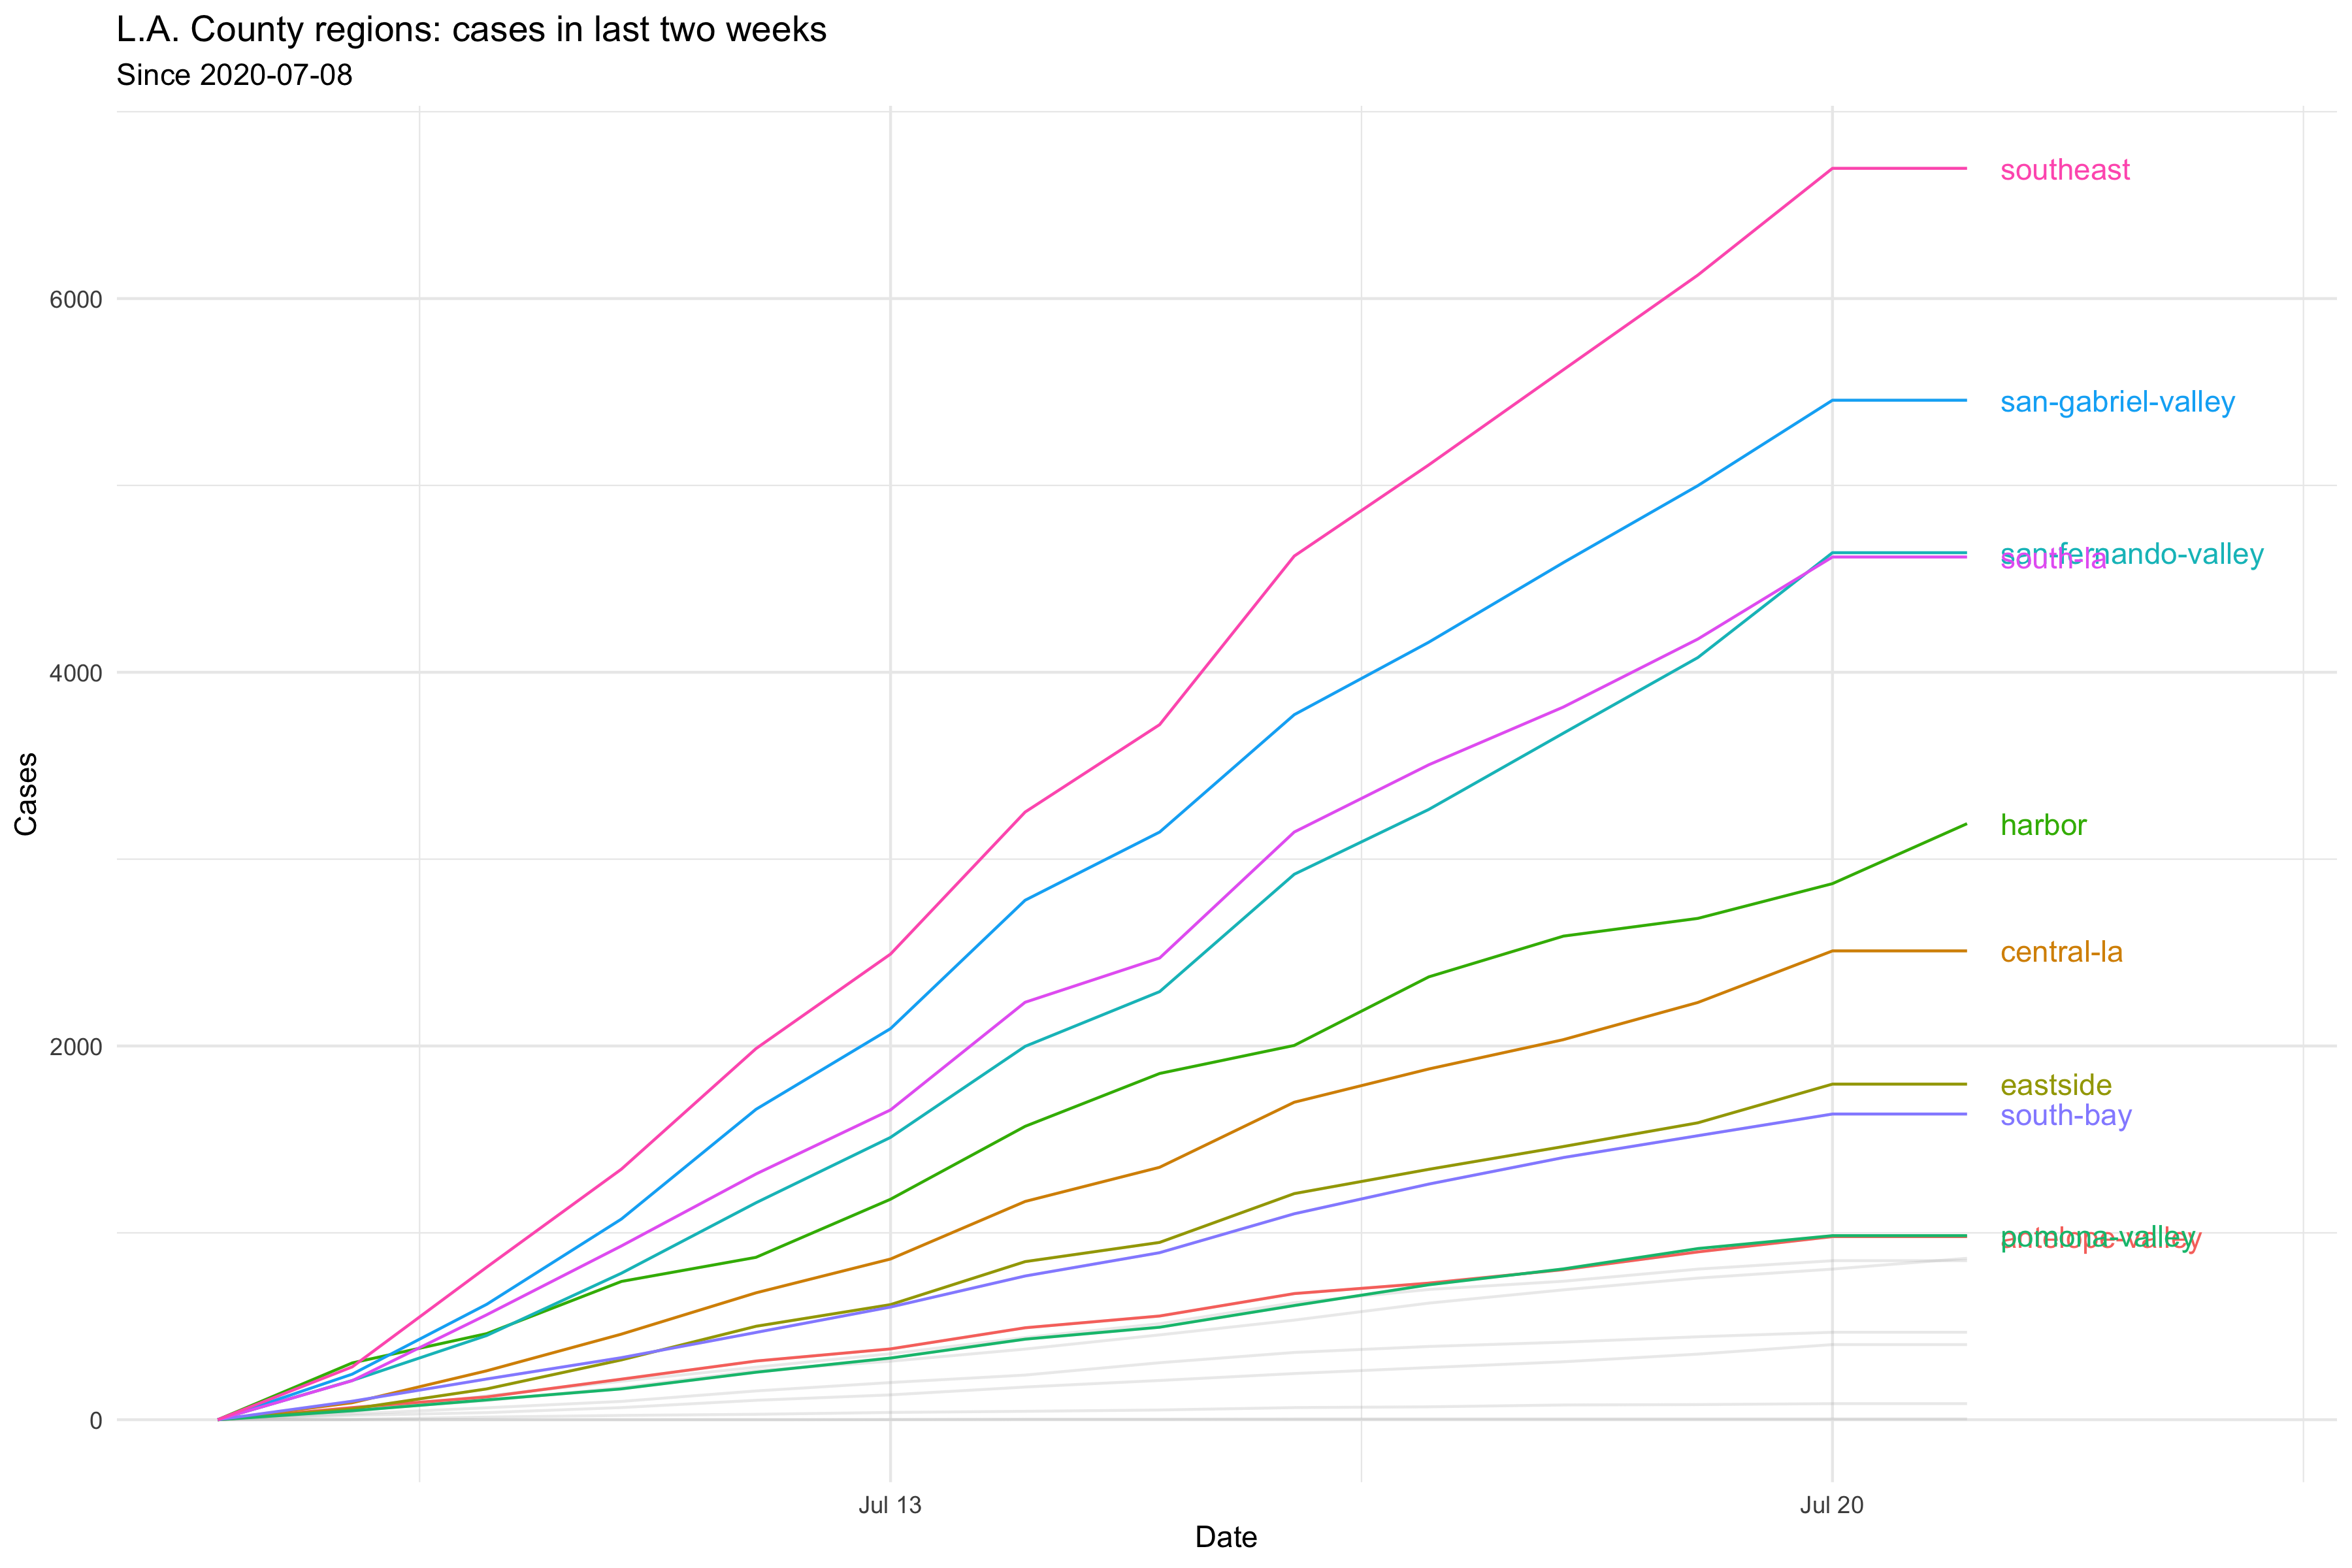 L.A. County regions: cases in last two weeks
Since 2020-07-08
southeast
6000
san-gabriel-valley
san-fernando-valley
south-la
4000
Cases
harbor
central-la
2000
eastside
south-bay
pomona-valley
antelope-valley
0
Jul 13
Jul 20
Date